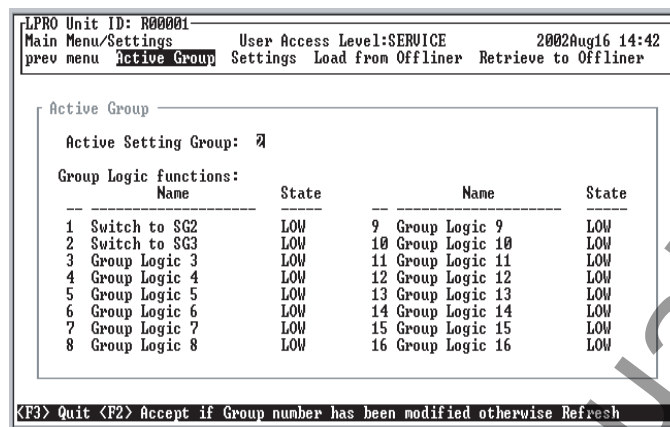 LPRO Unit ID: R00001
Main Menu/Settings User Access Level:SERVICE 2002Aug16 14:42
prev menu Active Group Settings Load from Offliner Retrieve to Offliner
Active Group
Active Setting Group: 2
Group Logic functions:
Name State Name State
1 Switch to SG2 LOW 9 Group Logic 9 LOW
2 Switch to SG3 LOW 10 Group Logic 10 LOW
3 Group Logic 3 LOW 11 Group Logic 11 LOW
4 Group Logic 4 LOW 12 Group Logic 12 LOW
5 Group Logic 5 LOW 13 Group Logic 13 LOW
6 Group Logic 6 LOW 14 Group Logic 14 LOW
7 Group Logic 7 LOW 15 Group Logic 15 LOW
8 Group Logic 8 LOW 16 Group Logic 16 LOW
<F3> Quit <F2> Accept if Group number has been modified otherwise Refresh